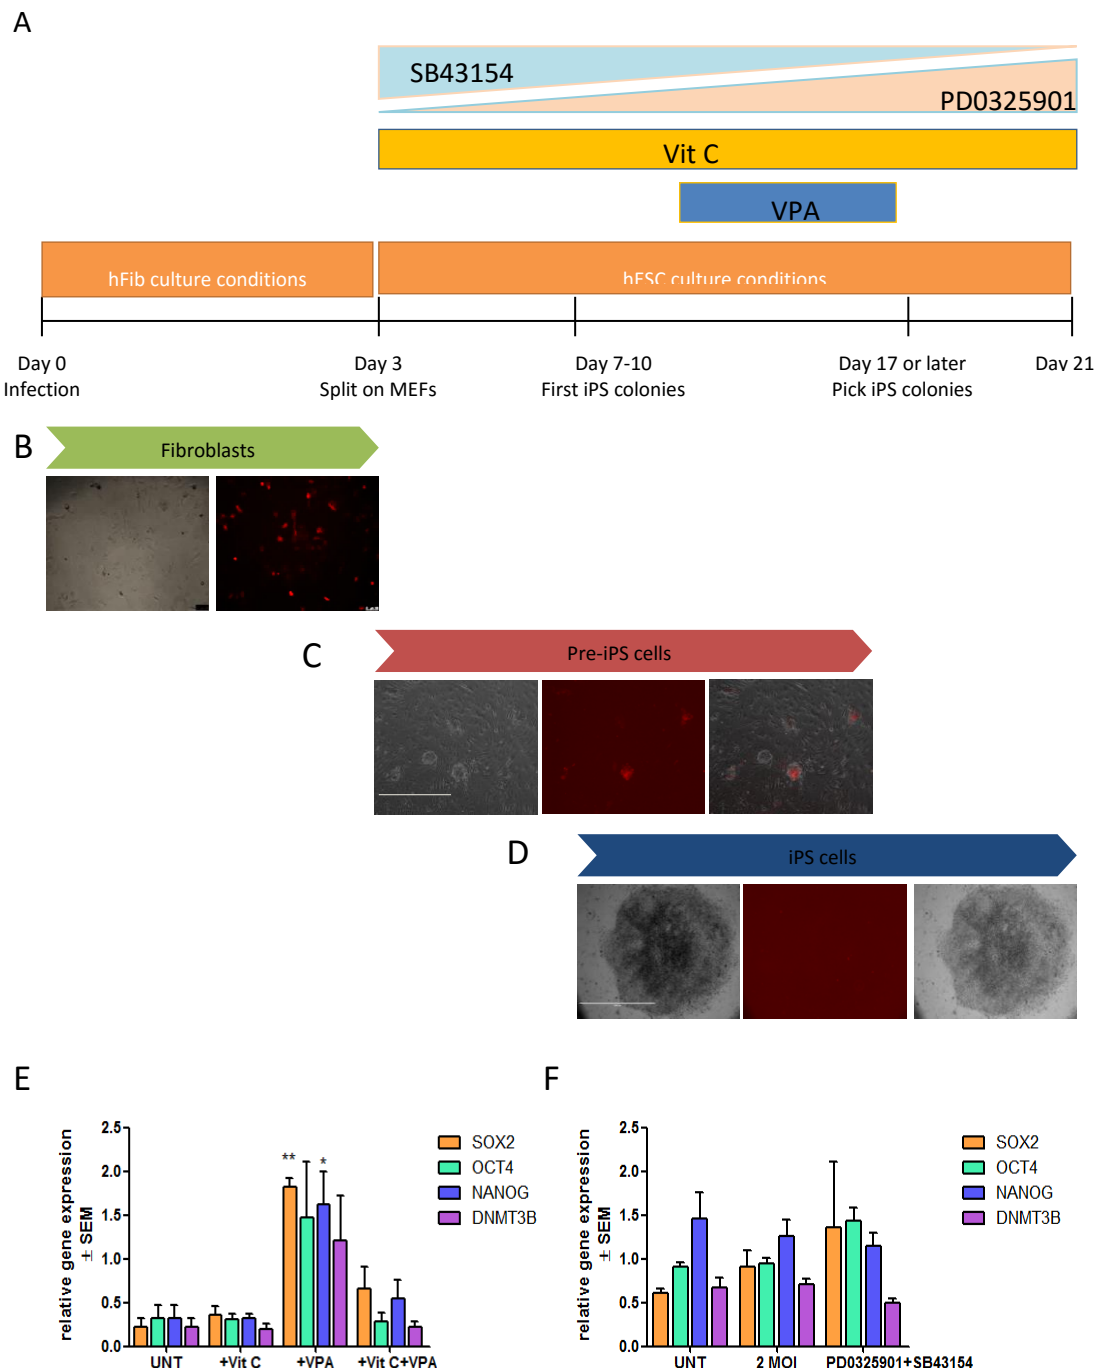 A
SB43154
PD0325901
Vit C
VPA
hFib culture conditions
hESC culture conditions
Day 0
Infection
Day 3
Split on MEFs
Day 7-10
First iPS colonies
Day 17 or later
Pick iPS colonies
Day 21
B
Fibroblasts
C
Pre-iPS cells
D
iPS cells
E
relative gene expression
± SEM
2.5
2.0
1.5
1.0
0.5
0.0
**
*
UNT
+Vit C
+VPA
+Vit C+VPA
SOX2
OCT4
NANOG
DNMT3B
F
relative gene expression
± SEM
2.5
2.0
1.5
1.0
0.5
0.0
UNT
2 MOI
PD0325901+SB43154
SOX2
OCT4
NANOG
DNMT3B